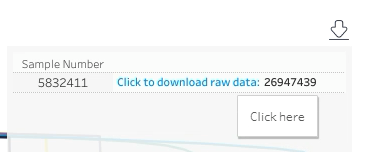 Sample Number
5832411 Click to download raw data: 26947439
Click here